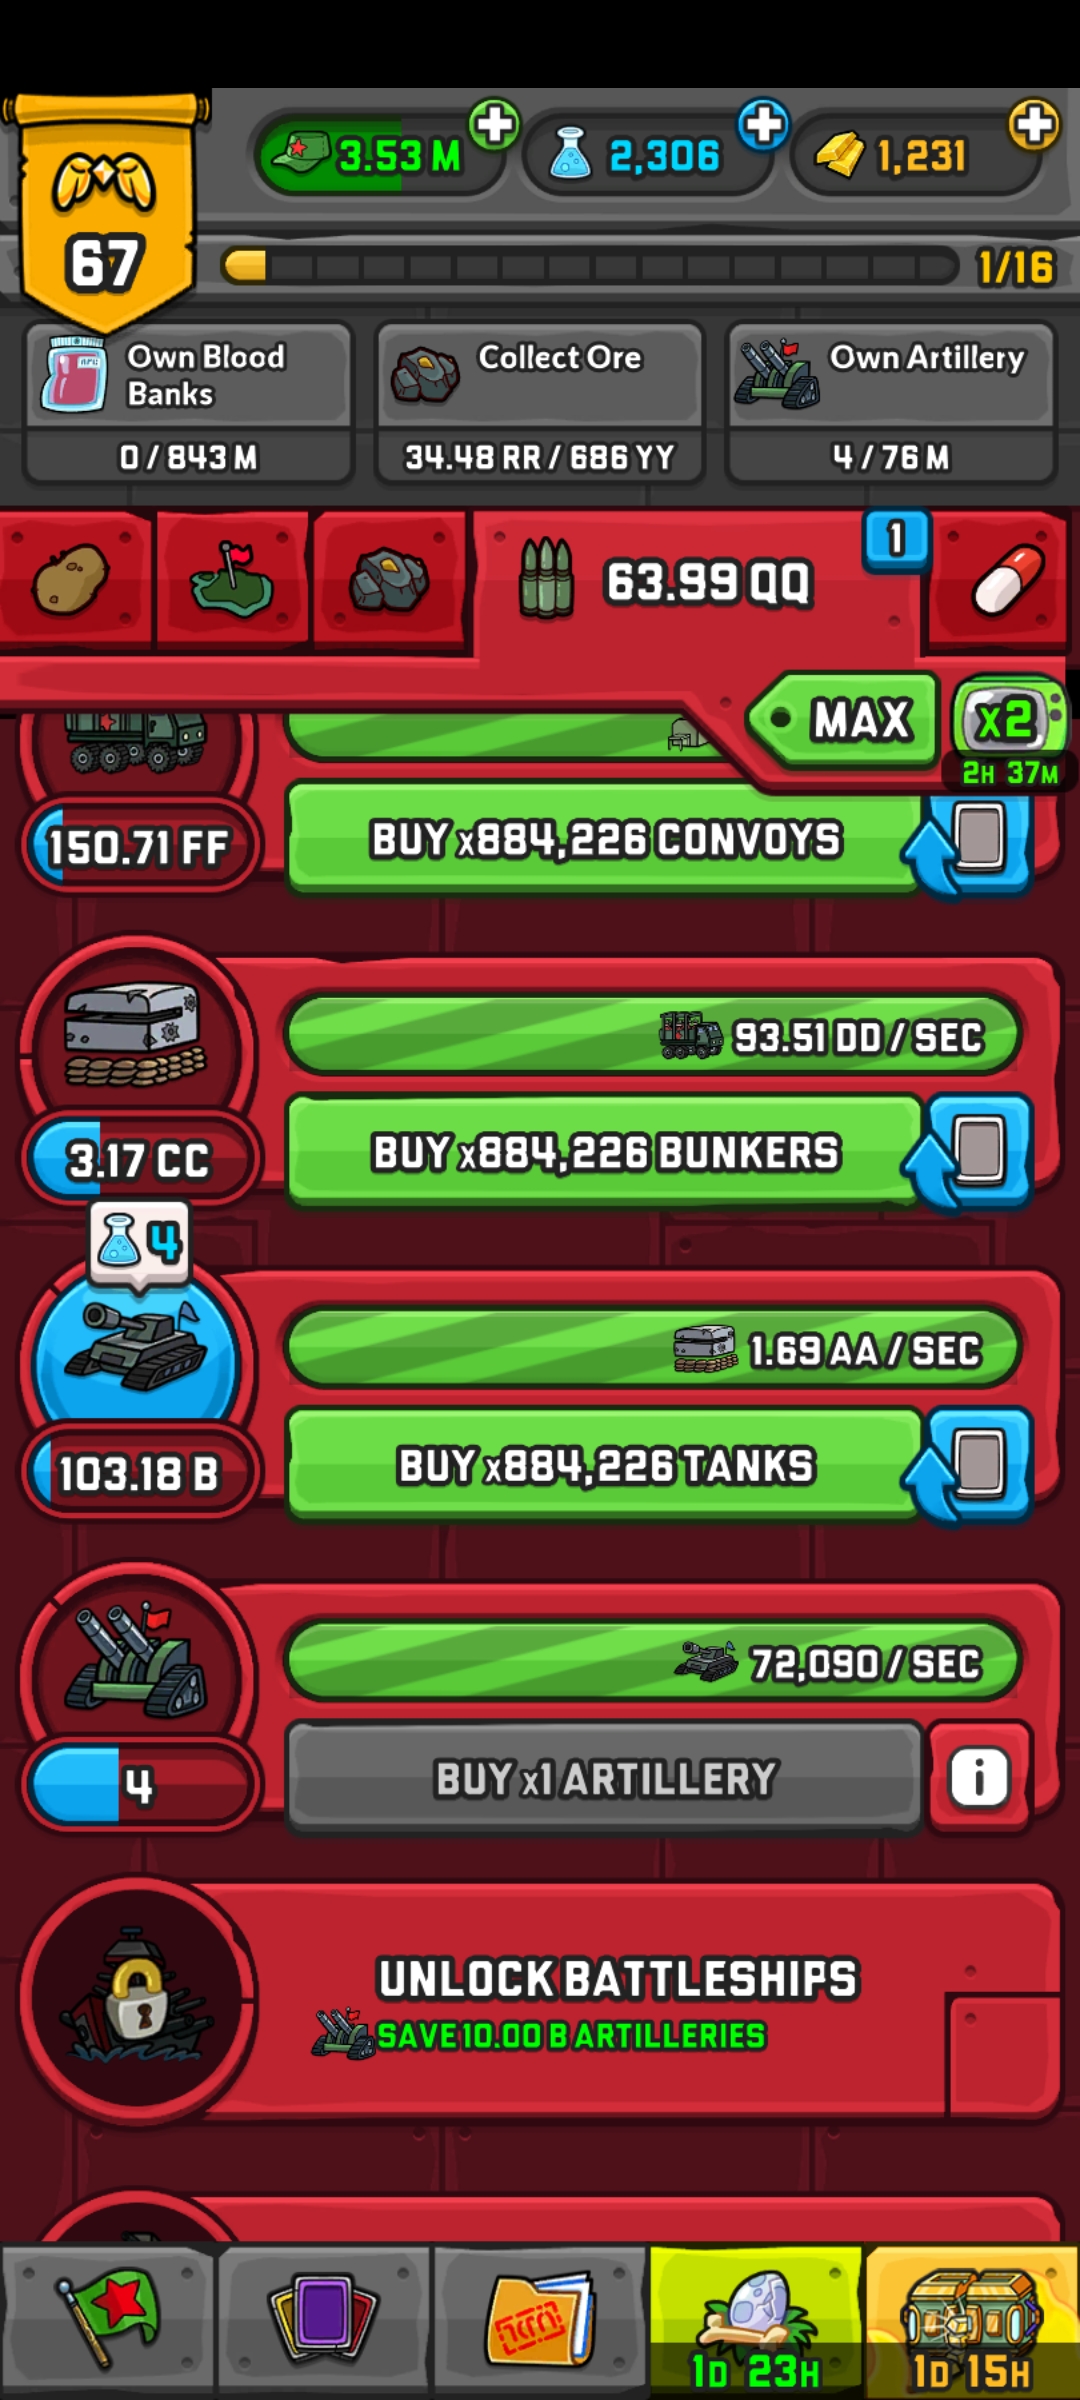 3.53 M
2,306
1,231
67
1/16
Own Blood
Banks
0 / 843 M
Collect Ore
34.48 RR / 686 YY
Own Artillery
4 / 76 M
63.99 QQ
1
MAX
x2
2H 37M
150.71 FF
BUY x884,226 CONVOYS
93.51 DD / SEC
3.17 CC
BUY x884,226 BUNKERS
4
1.69 AA / SEC
103.18 B
BUY x884,226 TANKS
72,090 / SEC
4
BUY x1 ARTILLERY
i
UNLOCK BATTLESHIPS
SAVE 10.00 B ARTILLERIES
1D 23H
1D 15H